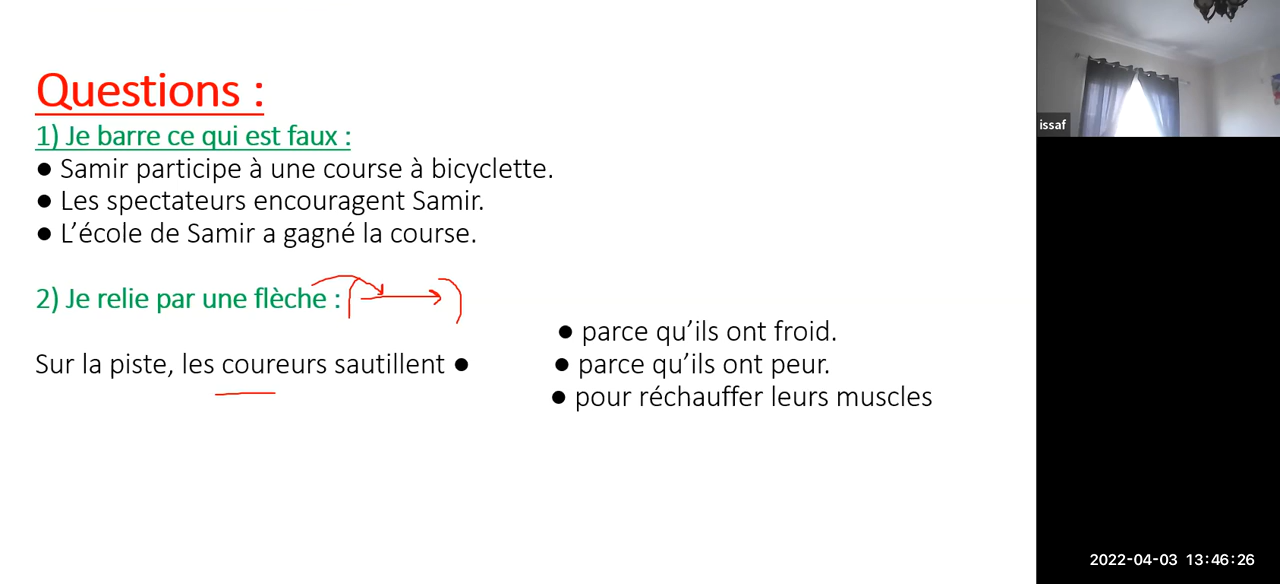 Questions :
1) Je barre ce qui est faux :
● Samir participe à une course à bicyclette.
● Les spectateurs encouragent Samir.
● L'école de Samir a gagné la course.
2) Je relie par une flèche :
● parce qu'ils ont froid.
Sur la piste, les coureurs sautillent ● ● parce qu'ils ont peur.
● pour réchauffer leurs muscles
issaf
2022-04-03 13:46:26